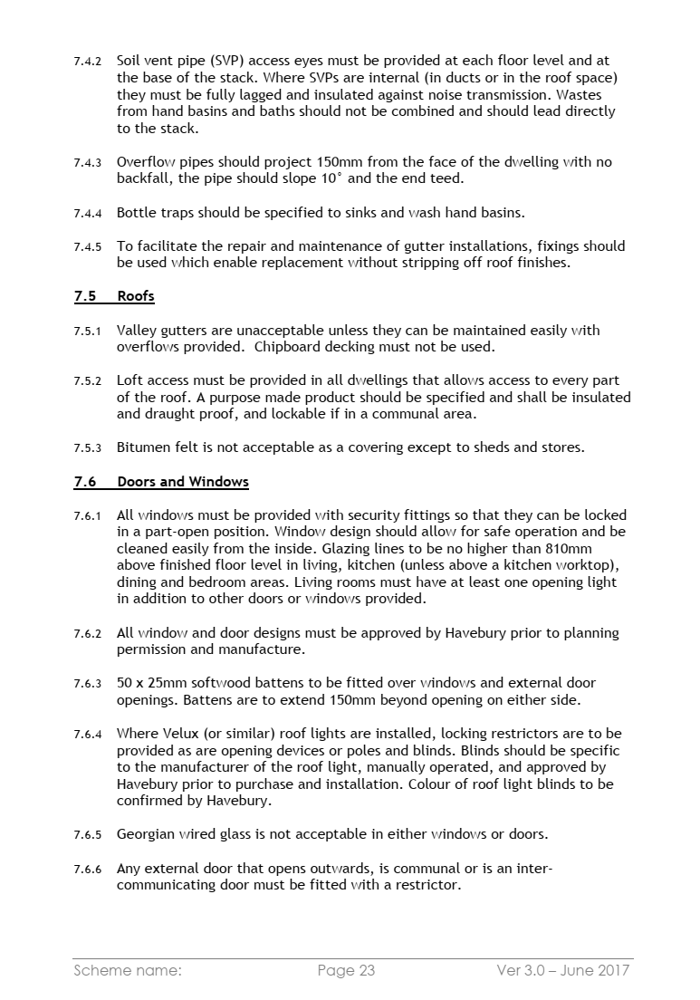 7.4.2 Soil vent pipe (SVP) access eyes must be provided at each floor level and at
the base of the stack. Where SVPs are internal (in ducts or in the roof space)
they must be fully lagged and insulated against noise transmission. Wastes
from hand basins and baths should not be combined and should lead directly
to the stack.
7.4.3 Overflow pipes should project 150mm from the face of the dwelling with no
backfall, the pipe should slope 10° and the end teed.
7.4.4 Bottle traps should be specified to sinks and wash hand basins.
7.4.5 To facilitate the repair and maintenance of gutter installations, fixings should
be used which enable replacement without stripping off roof finishes.
7.5 Roofs
7.5.1 Valley gutters are unacceptable unless they can be maintained easily with
overflows provided. Chipboard decking must not be used.
7.5.2 Loft access must be provided in all dwellings that allows access to every part
of the roof. A purpose made product should be specified and shall be insulated
and draught proof, and lockable if in a communal area.
7.5.3 Bitumen felt is not acceptable as a covering except to sheds and stores.
7.6 Doors and Windows
7.6.1 All windows must be provided with security fittings so that they can be locked
in a part-open position. Window design should allow for safe operation and be
cleaned easily from the inside. Glazing lines to be no higher than 810mm
above finished floor level in living, kitchen (unless above a kitchen worktop),
dining and bedroom areas. Living rooms must have at least one opening light
in addition to other doors or windows provided.
7.6.2 All window and door designs must be approved by Havebury prior to planning
permission and manufacture.
7.6.3 50 x 25mm softwood battens to be fitted over windows and external door
openings. Battens are to extend 150mm beyond opening on either side.
7.6.4 Where Velux (or similar) roof lights are installed, locking restrictors are to be
provided as are opening devices or poles and blinds. Blinds should be specific
to the manufacturer of the roof light, manually operated, and approved by
Havebury prior to purchase and installation. Colour of roof light blinds to be
confirmed by Havebury.
7.6.5 Georgian wired glass is not acceptable in either windows or doors.
7.6.6 Any external door that opens outwards, is communal or is an inter-
communicating door must be fitted with a restrictor.
Scheme name: Page 23 Ver 3.0 – June 2017